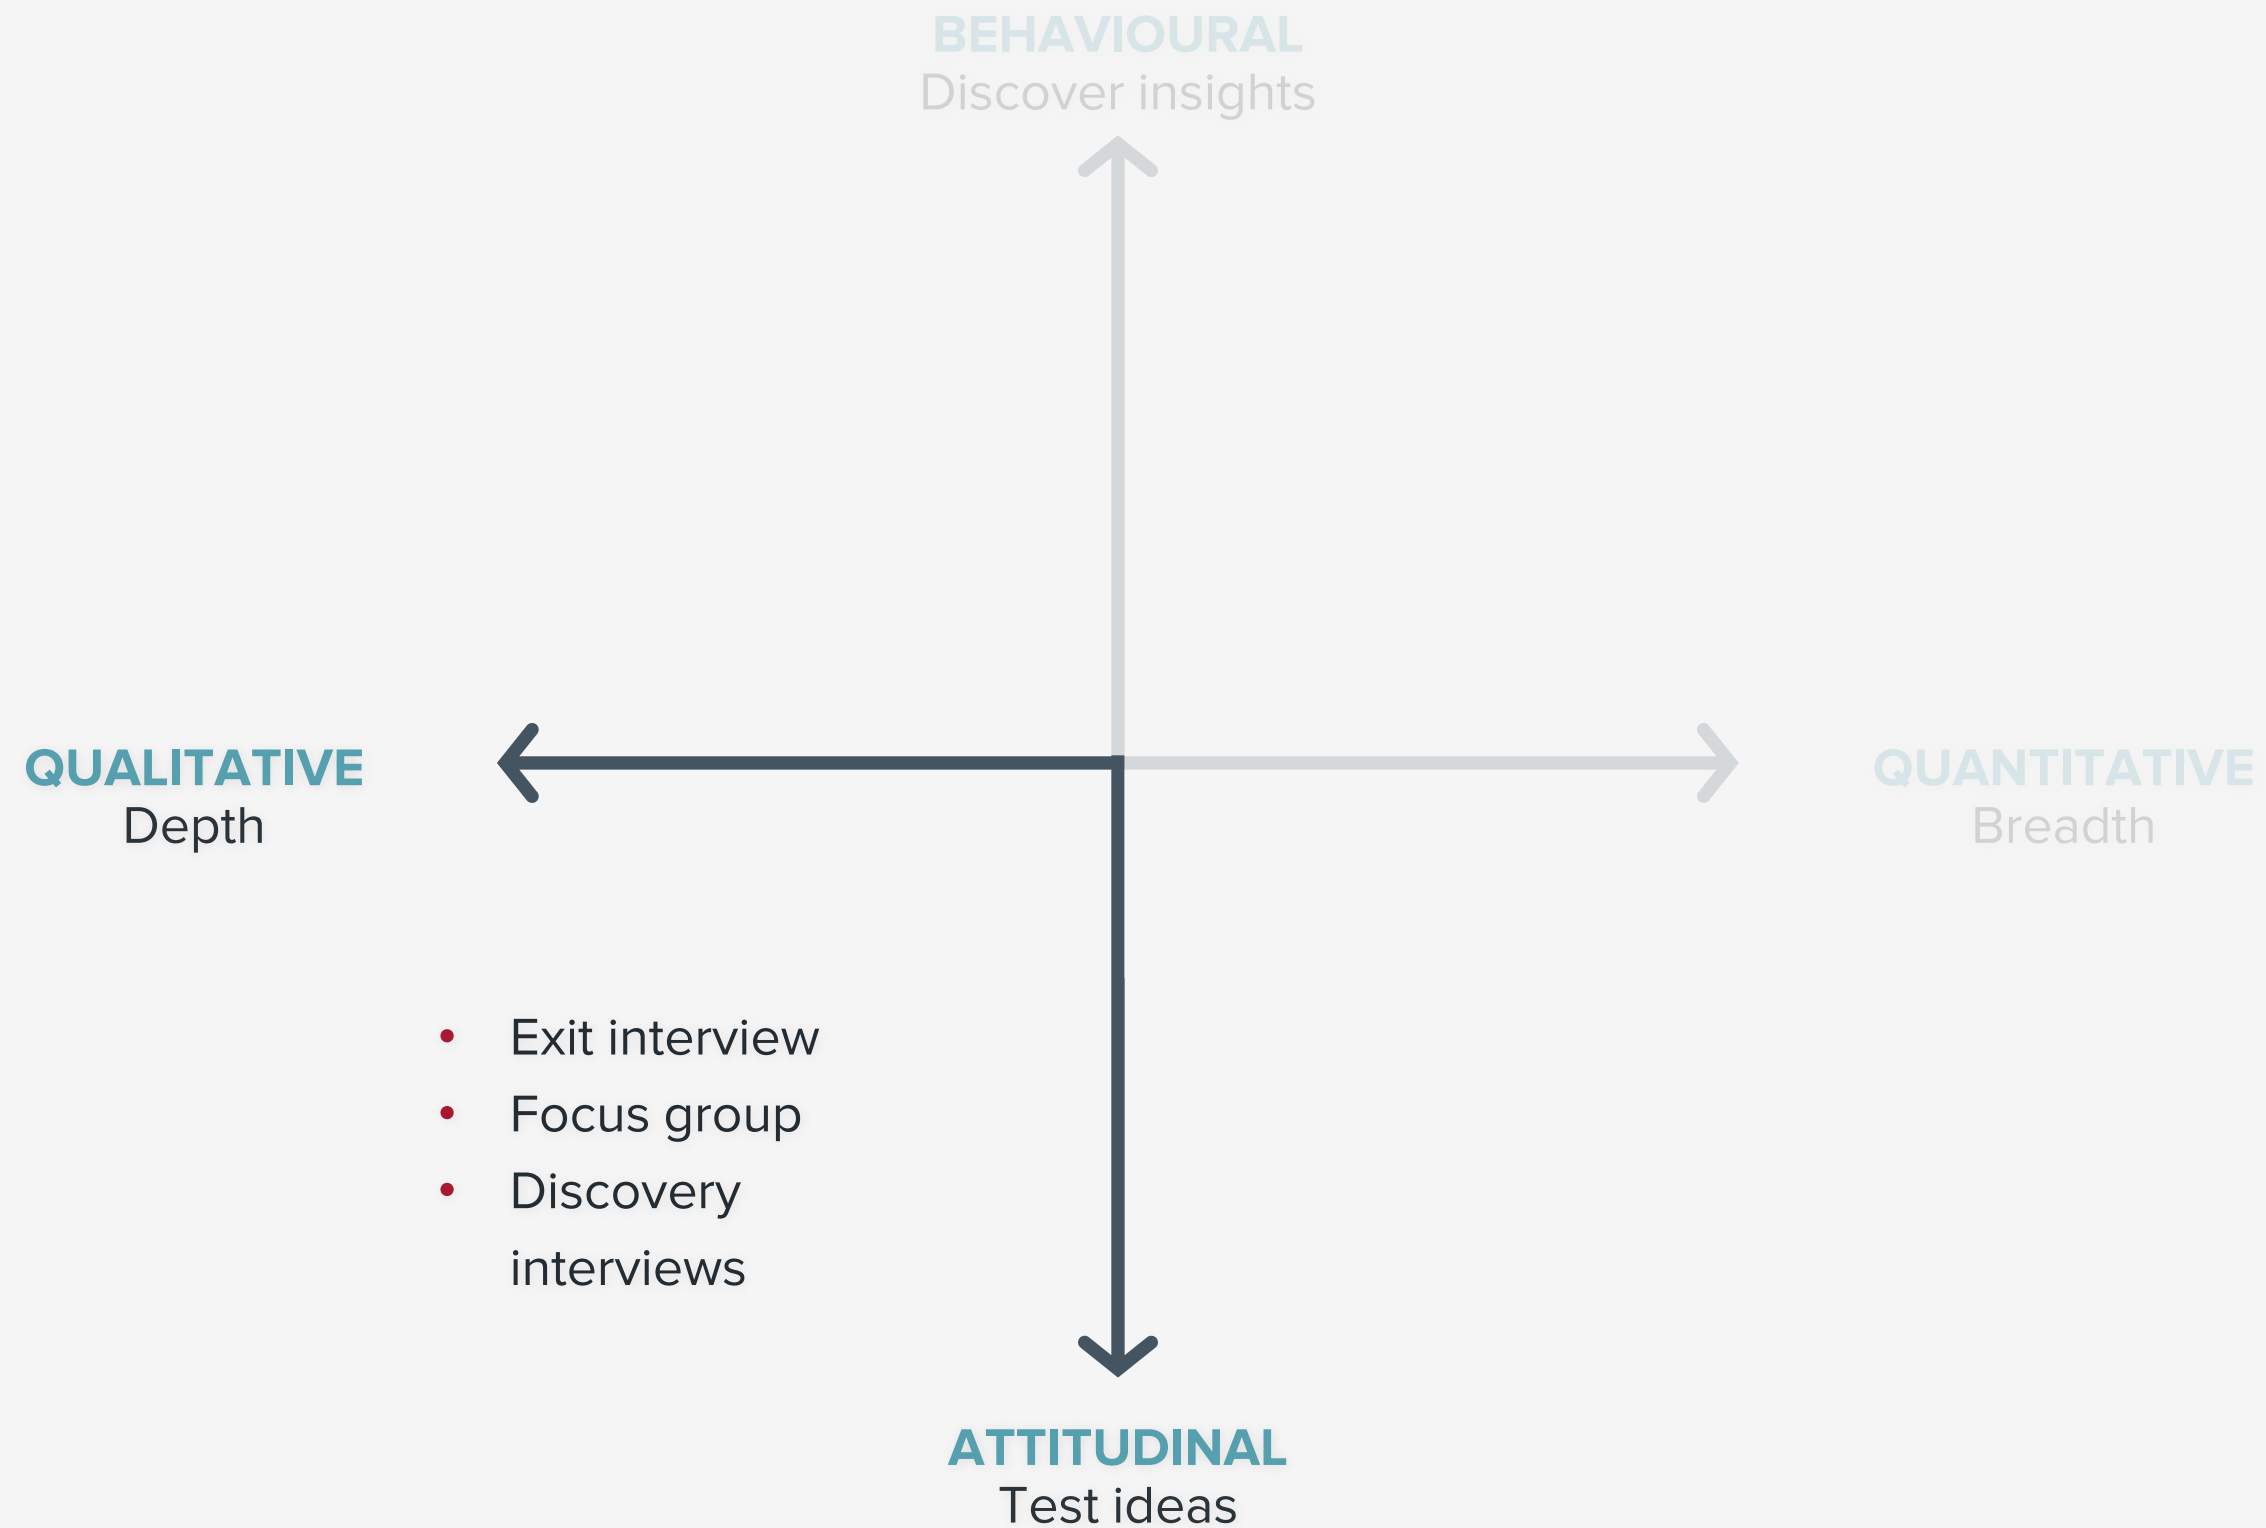 BEHAVIOURAL
Discover insights
QUALITATIVE
Depth
QUANTITATIVE
Breadth
• Exit interview
• Focus group
• Discovery
interviews
ATTITUDINAL
Test ideas